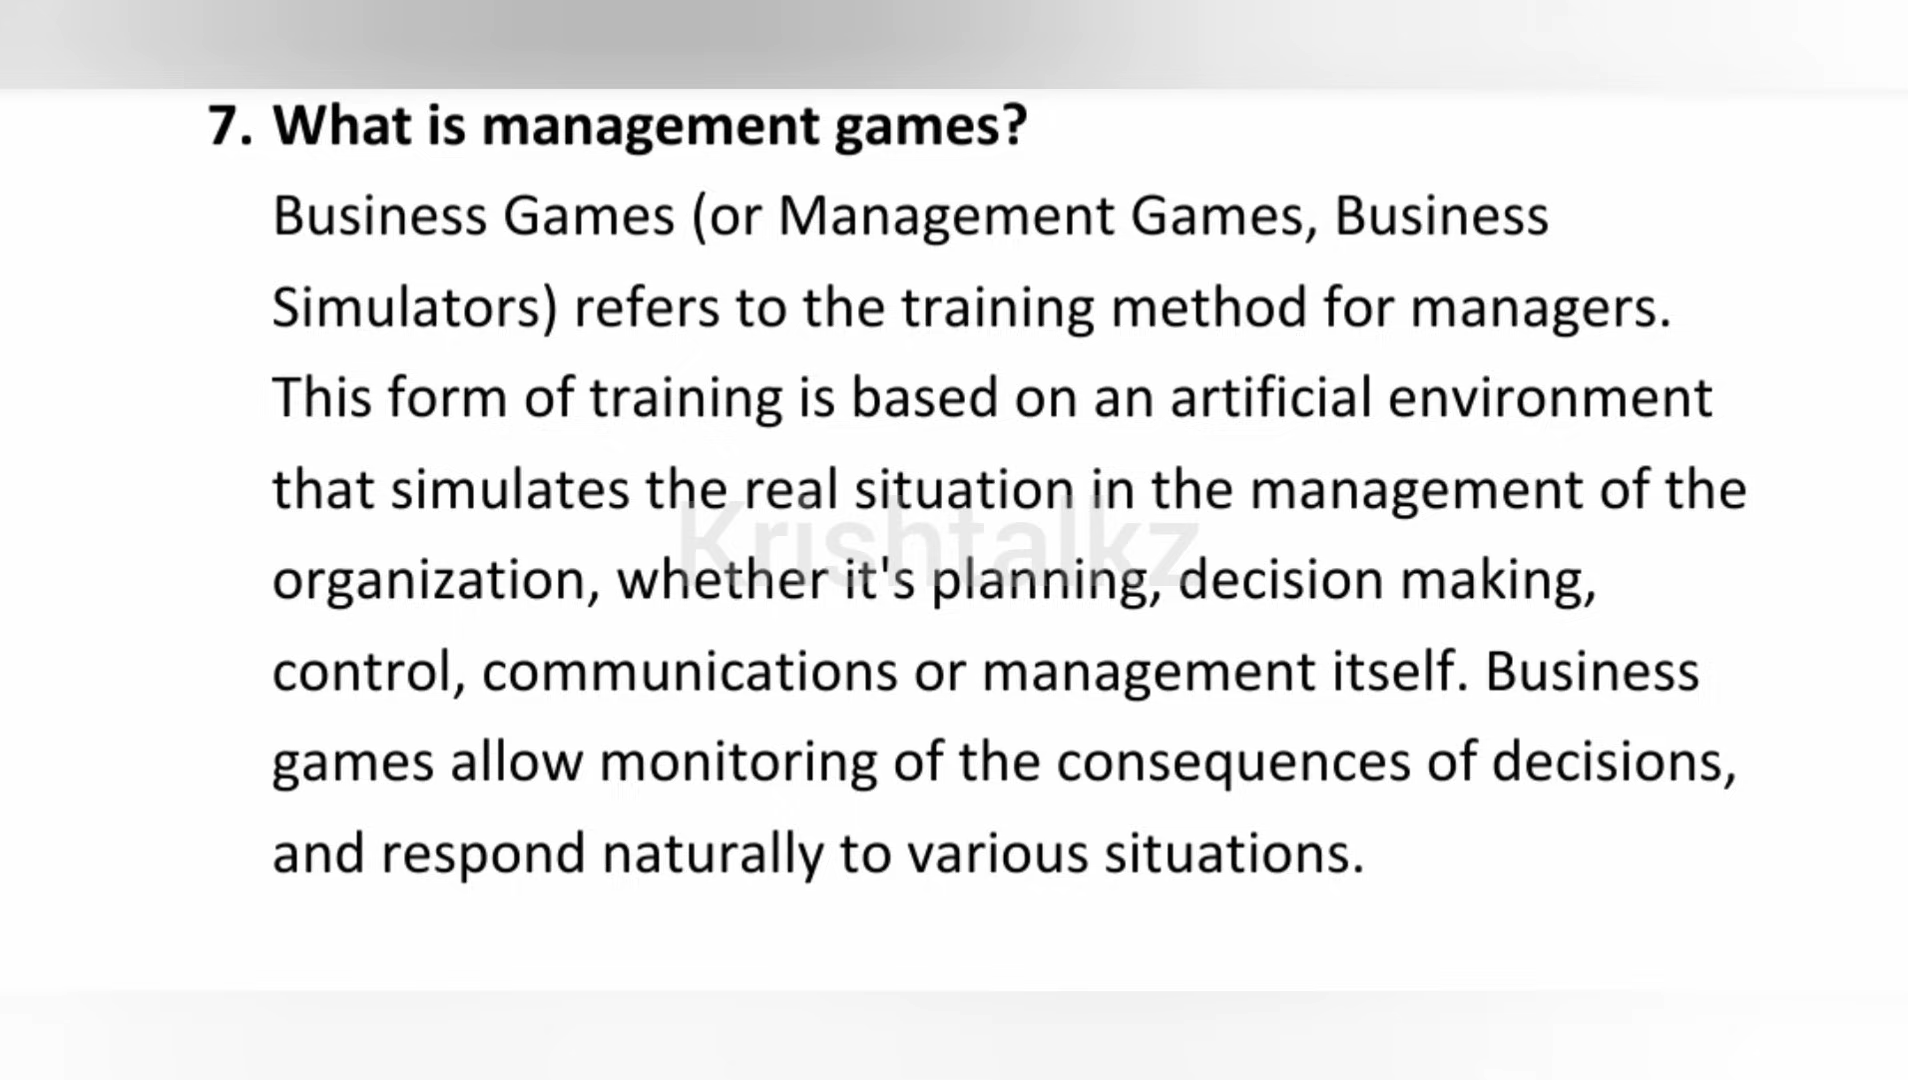 7. What is management games?
Business Games (or Management Games, Business
Simulators) refers to the training method for managers.
This form of training is based on an artificial environment
that simulates the real situation in the management of the
organization, whether it's planning, decision making,
control, communications or management itself. Business
games allow monitoring of the consequences of decisions,
and respond naturally to various situations.
Krishtalkz